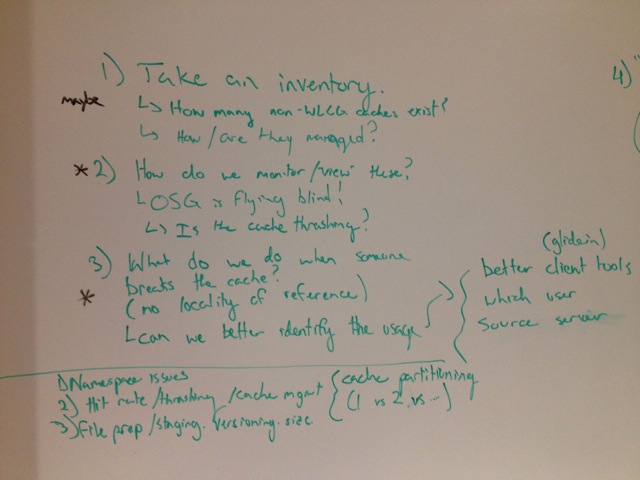 1) Take an inventory.
maybe ↳ How many non-WLCG caches exist?
↳ How/are they managed?
* 2) How do we monitor/"view" these?
↳ OSG is flying blind!
↳ Is the cache thrashing?
3) What do we do when someone
breaks the cache?
* (no locality of reference)
↳ can we better identify the usage
(glidein)
better client tools
which user
source server
1) Namespace issues
2) Hit rate/thrashing/cache mgmt
3) File prep/staging. versioning. size
cache partitioning
(1 vs 2 vs ...)
4) "
(